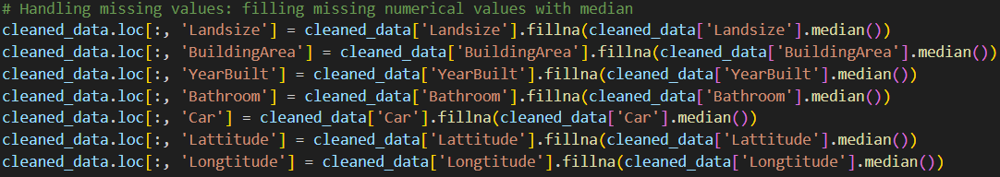 # Handling missing values: filling missing numerical values with median
cleaned_data.loc[:, 'Landsize'] = cleaned_data['Landsize'].fillna(cleaned_data['Landsize'].median())
cleaned_data.loc[:, 'BuildingArea'] = cleaned_data['BuildingArea'].fillna(cleaned_data['BuildingArea'].median())
cleaned_data.loc[:, 'YearBuilt'] = cleaned_data['YearBuilt'].fillna(cleaned_data['YearBuilt'].median())
cleaned_data.loc[:, 'Bathroom'] = cleaned_data['Bathroom'].fillna(cleaned_data['Bathroom'].median())
cleaned_data.loc[:, 'Car'] = cleaned_data['Car'].fillna(cleaned_data['Car'].median())
cleaned_data.loc[:, 'Lattitude'] = cleaned_data['Lattitude'].fillna(cleaned_data['Lattitude'].median())
cleaned_data.loc[:, 'Longtitude'] = cleaned_data['Longtitude'].fillna(cleaned_data['Longtitude'].median())